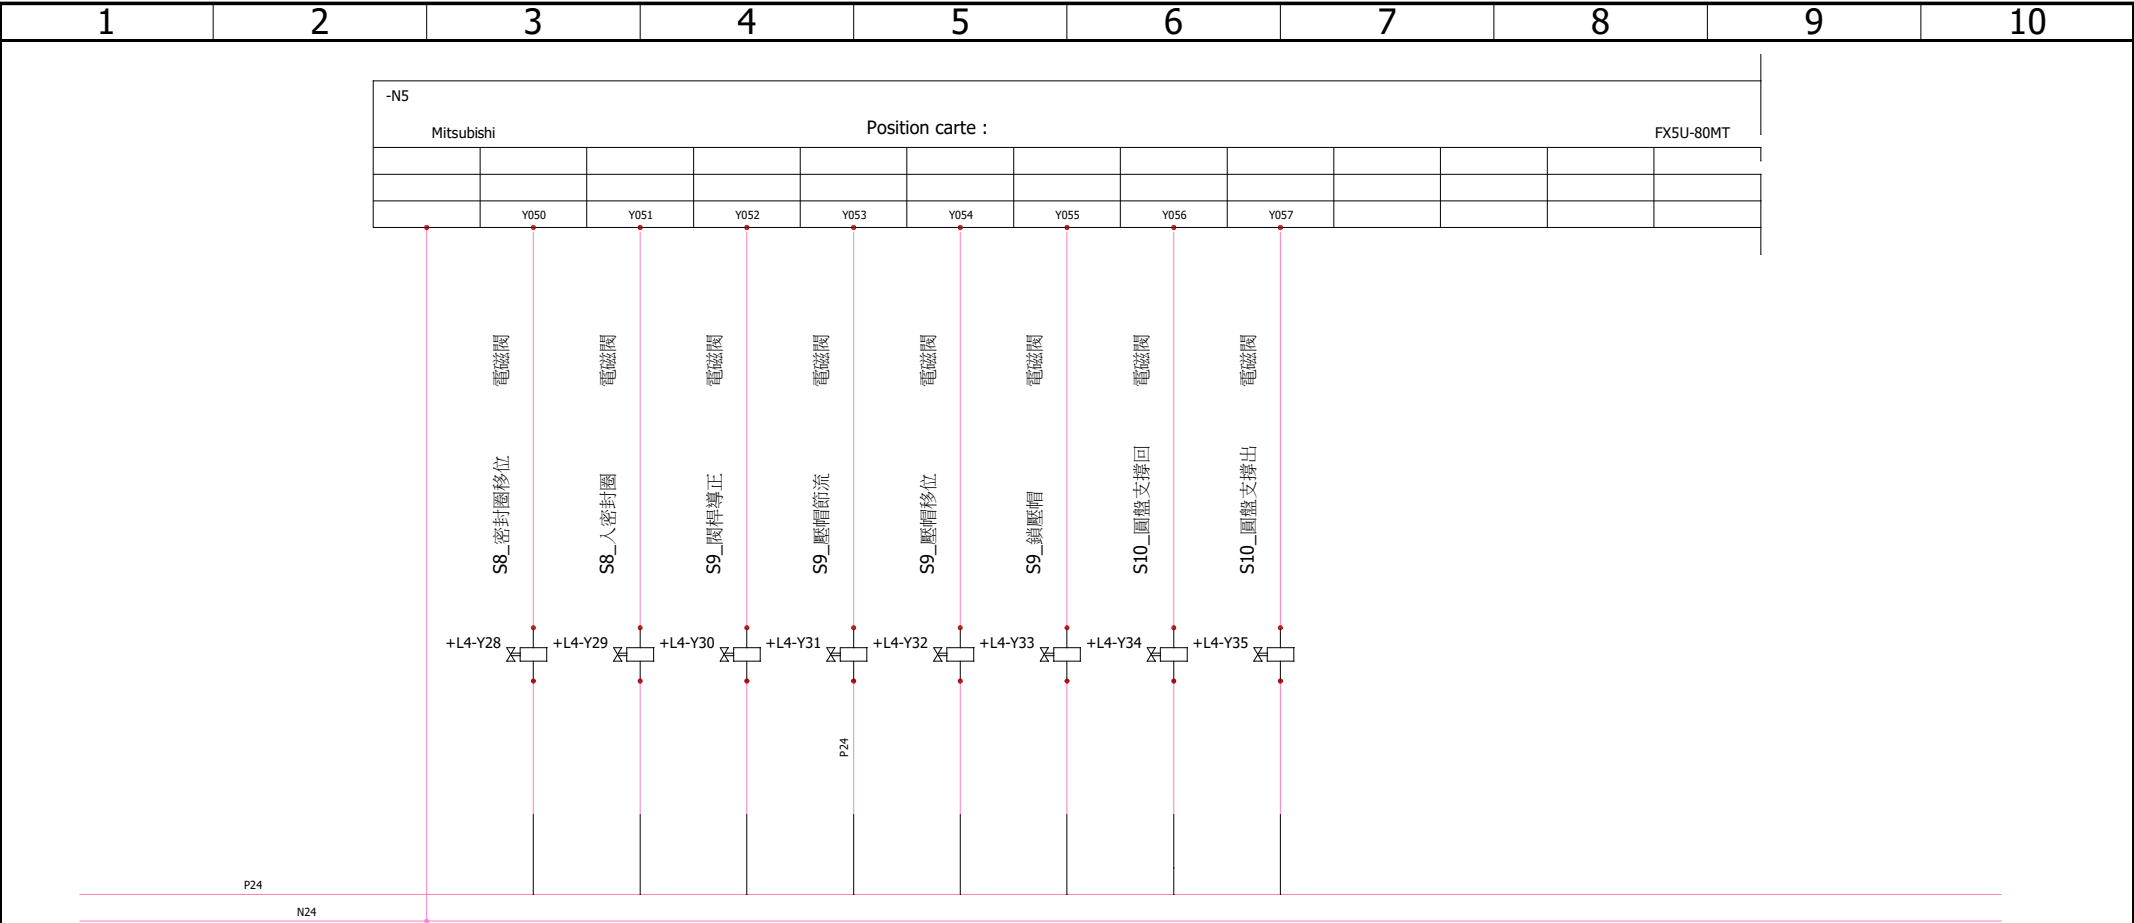 1 2 3 4 5 6 7 8 9 10
-N5
Mitsubishi Position carte : FX5U-80MT
Y050 Y051 Y052 Y053 Y054 Y055 Y056 Y057
S8_密封圈移位 電磁閥
S8_入密封圈 電磁閥
S9_閥桿導正 電磁閥
S9_壓帽節流 電磁閥
S9_壓帽移位 電磁閥
S9_鎖壓帽 電磁閥
S10_圓盤支撐回 電磁閥
S10_圓盤支撐出 電磁閥
+L4-Y28 +L4-Y29 +L4-Y30 +L4-Y31 +L4-Y32 +L4-Y33 +L4-Y34 +L4-Y35
P24
P24
N24